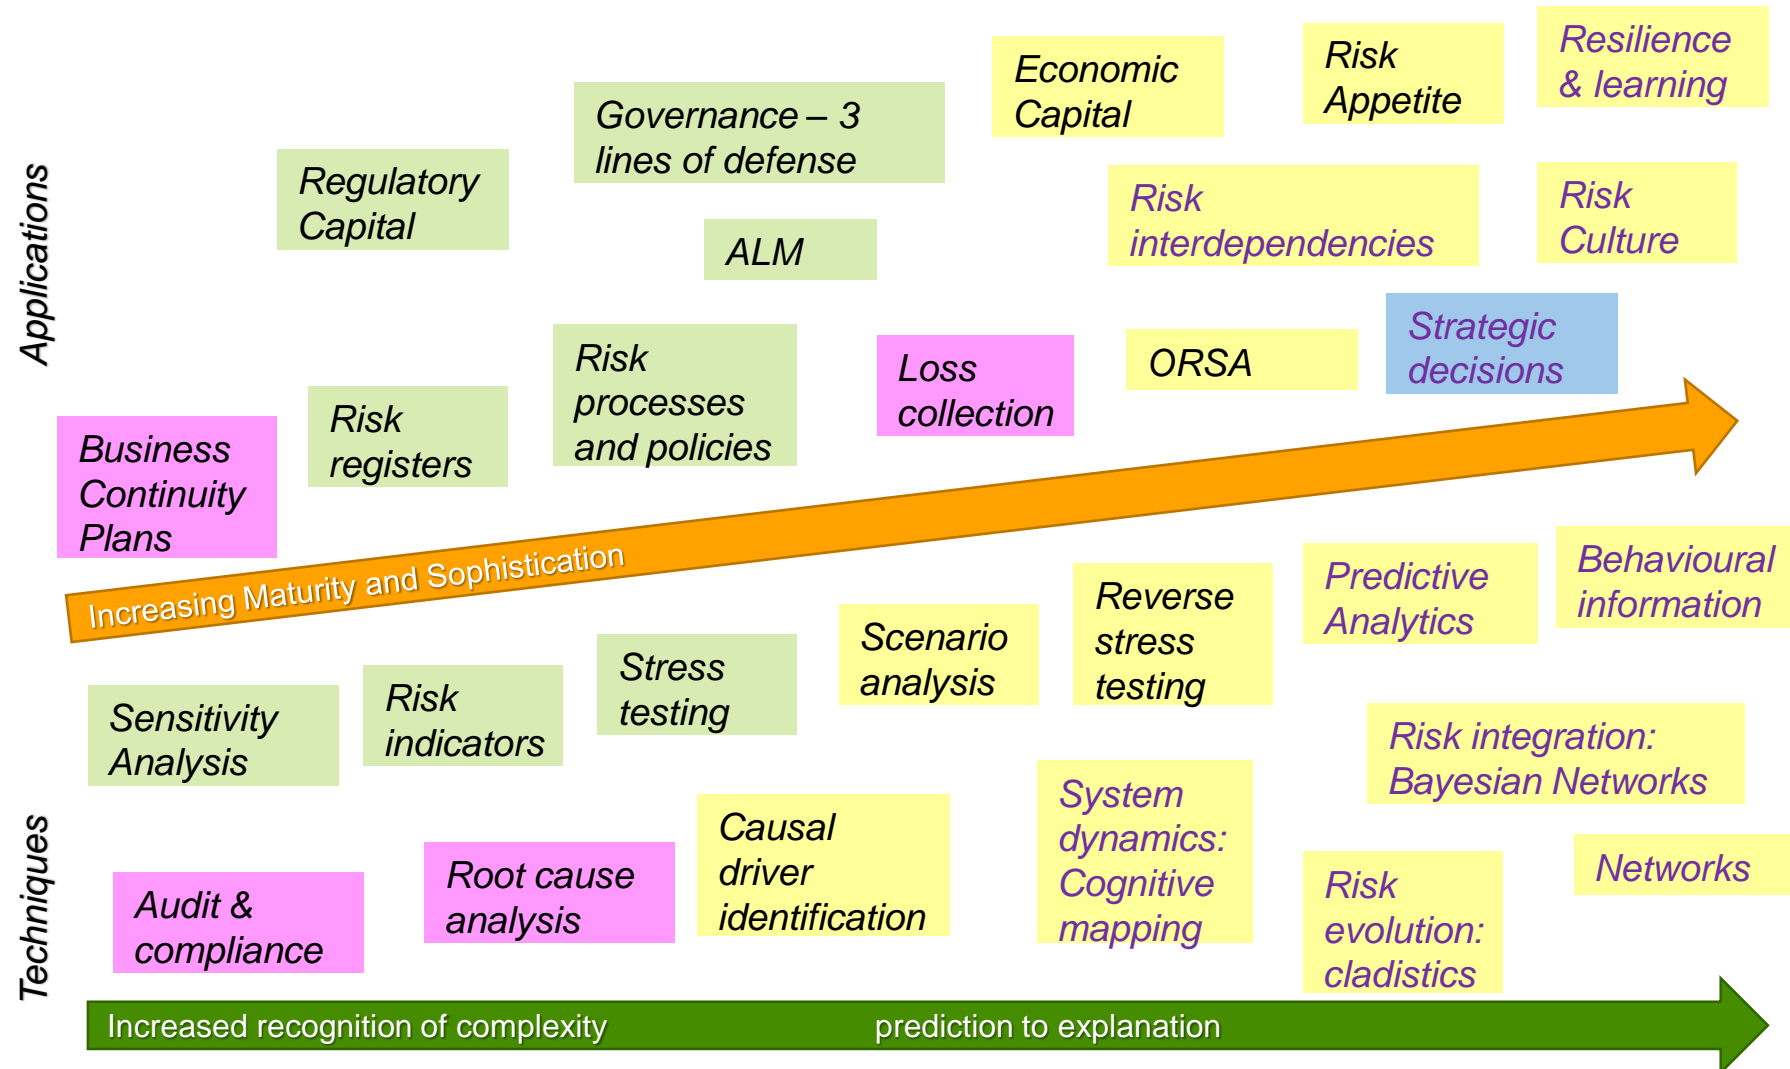 Applications
Resilience
& learning
Risk
Appetite
Economic
Capital
Governance – 3
lines of defense
Regulatory
Capital
Risk
interdependencies
Risk
Culture
ALM
Strategic
decisions
ORSA
Loss
collection
Risk
processes
and policies
Risk
registers
Business
Continuity
Plans
Increasing Maturity and Sophistication
Techniques
Behavioural
information
Predictive
Analytics
Reverse
stress
testing
Scenario
analysis
Stress
testing
Risk
indicators
Sensitivity
Analysis
Risk integration:
Bayesian Networks
System
dynamics:
Cognitive
mapping
Causal
driver
identification
Root cause
analysis
Audit &
compliance
Networks
Risk
evolution:
cladistics
Increased recognition of complexity
prediction to explanation